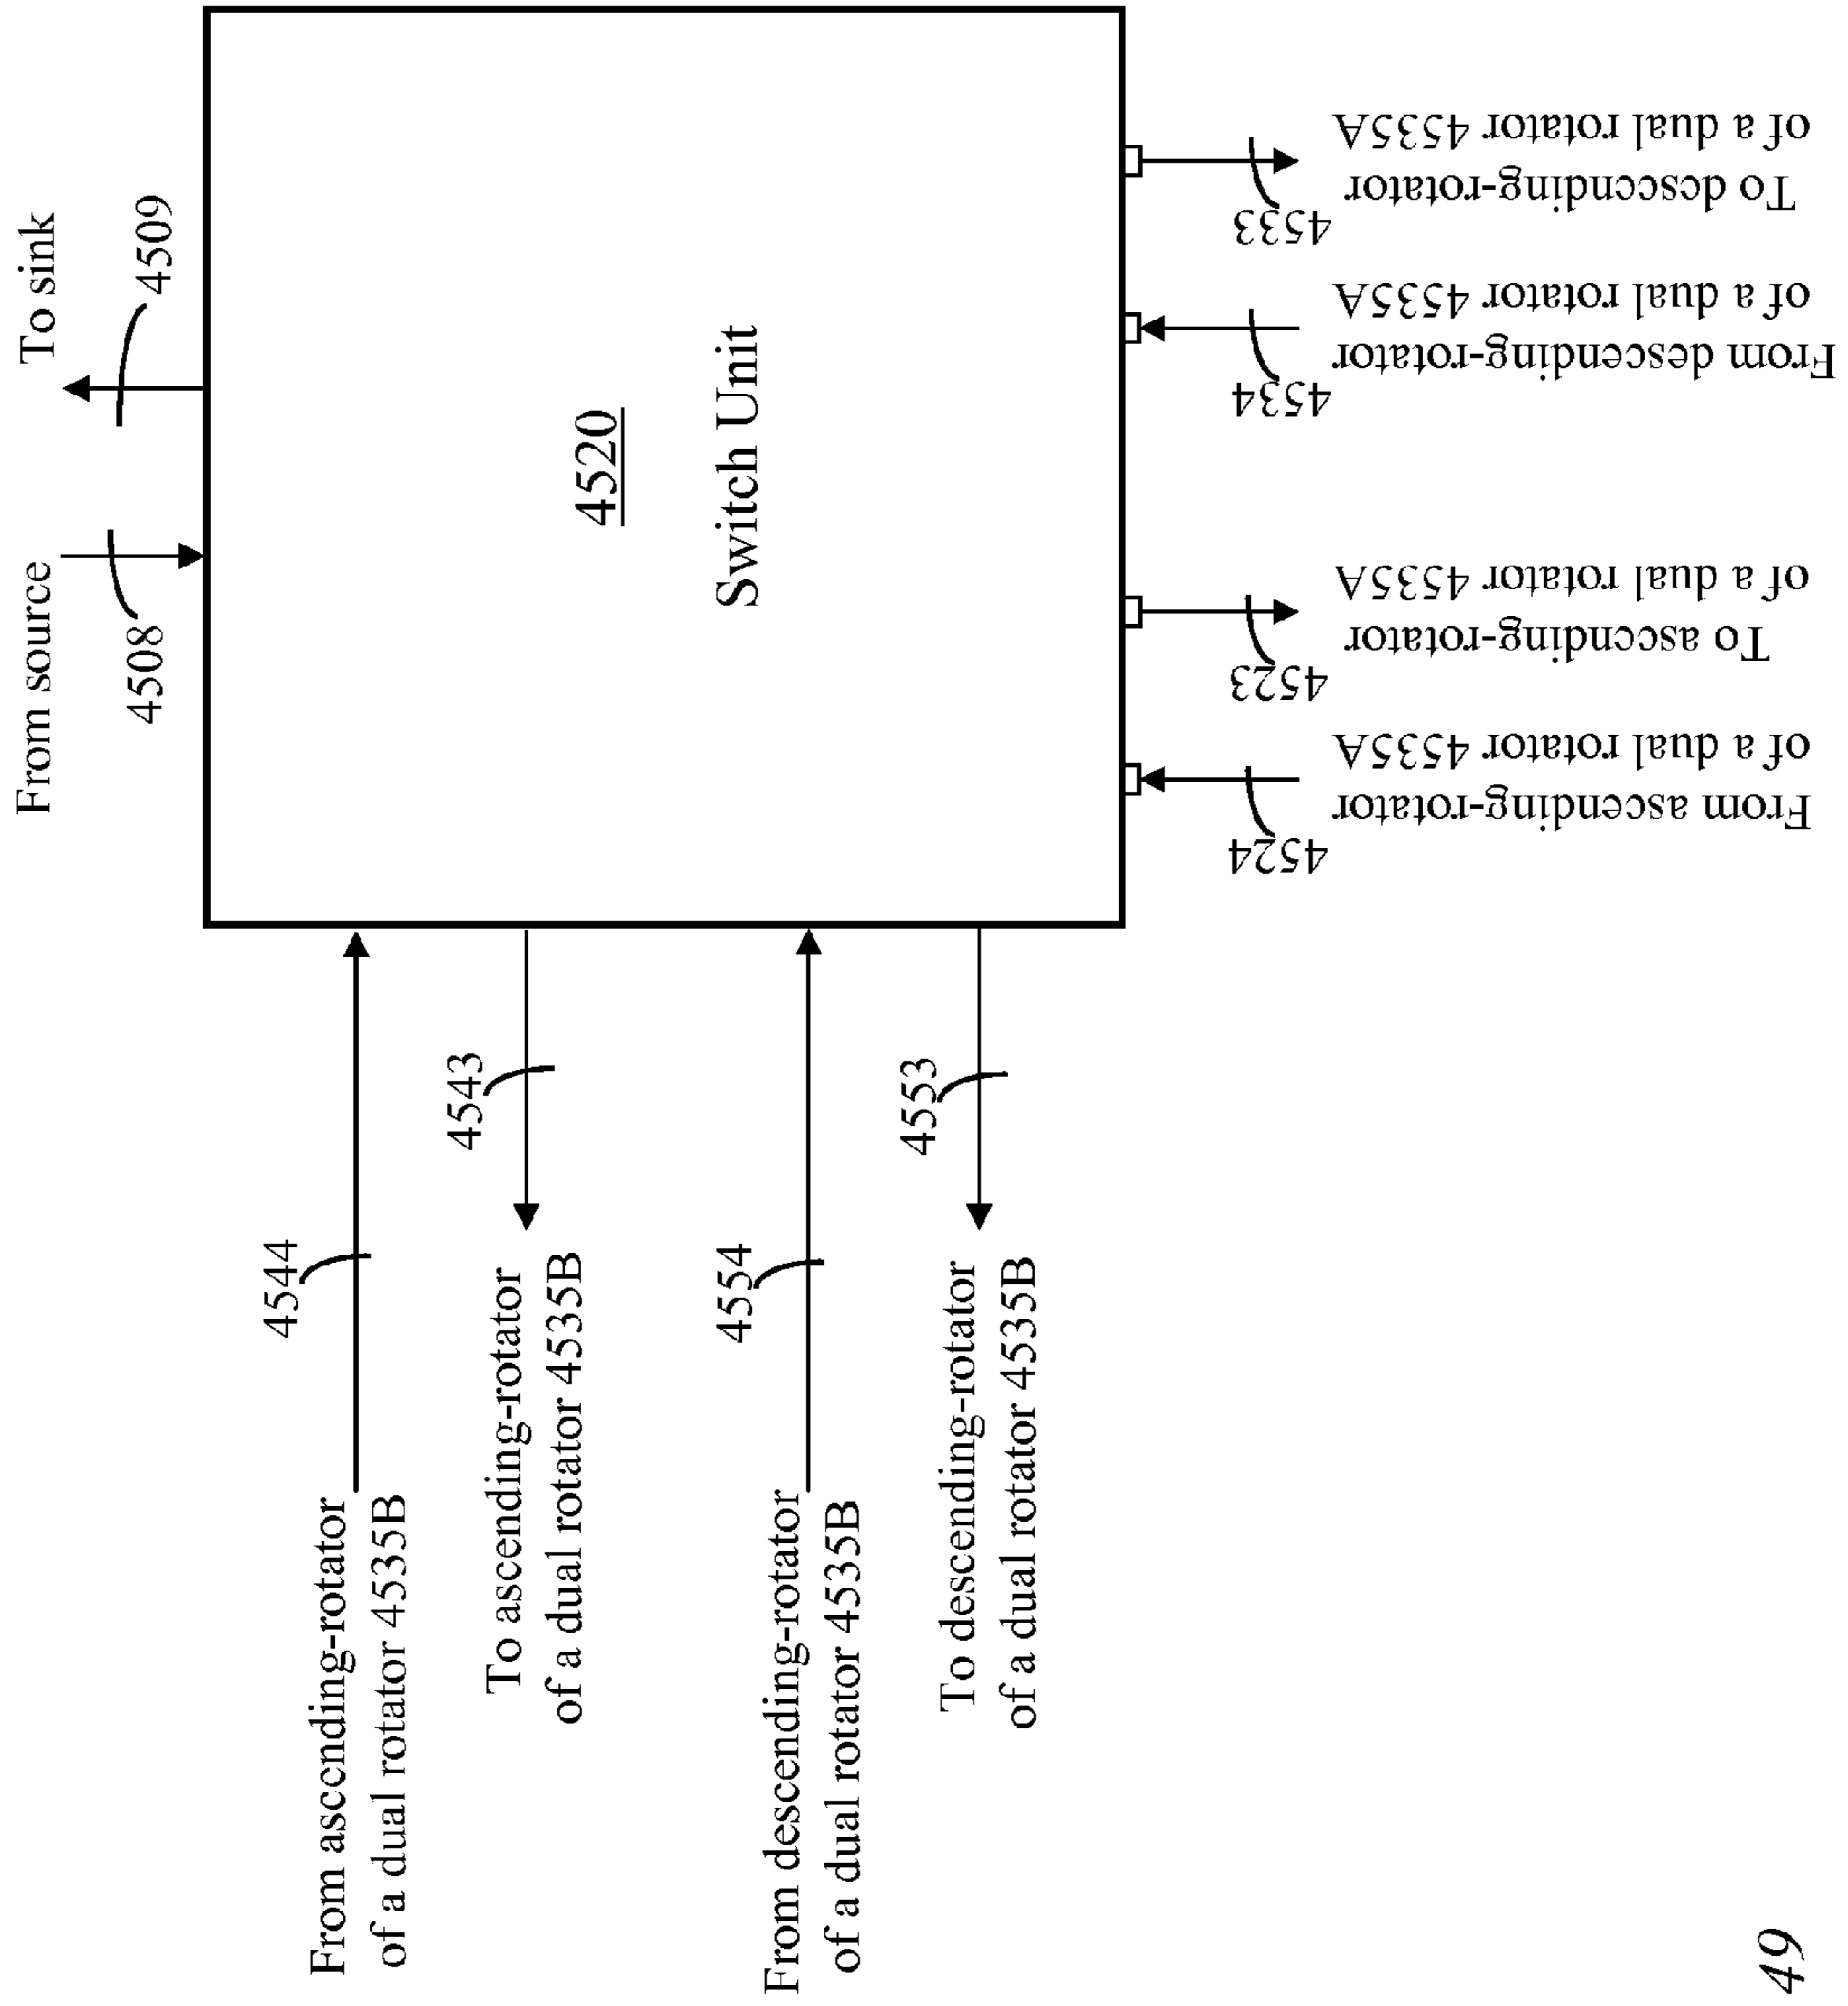 From source
4508
To sink
4509
4520
Switch Unit
4544
From ascending-rotator
of a dual rotator 4535B
4543
To ascending-rotator
of a dual rotator 4535B
4554
From descending-rotator
of a dual rotator 4535B
4553
To descending-rotator
of a dual rotator 4535B
4524
From ascending-rotator
of a dual rotator 4535A
4523
To ascending-rotator
of a dual rotator 4535A
4534
From descending-rotator
of a dual rotator 4535A
4533
To descending-rotator
of a dual rotator 4535A
49